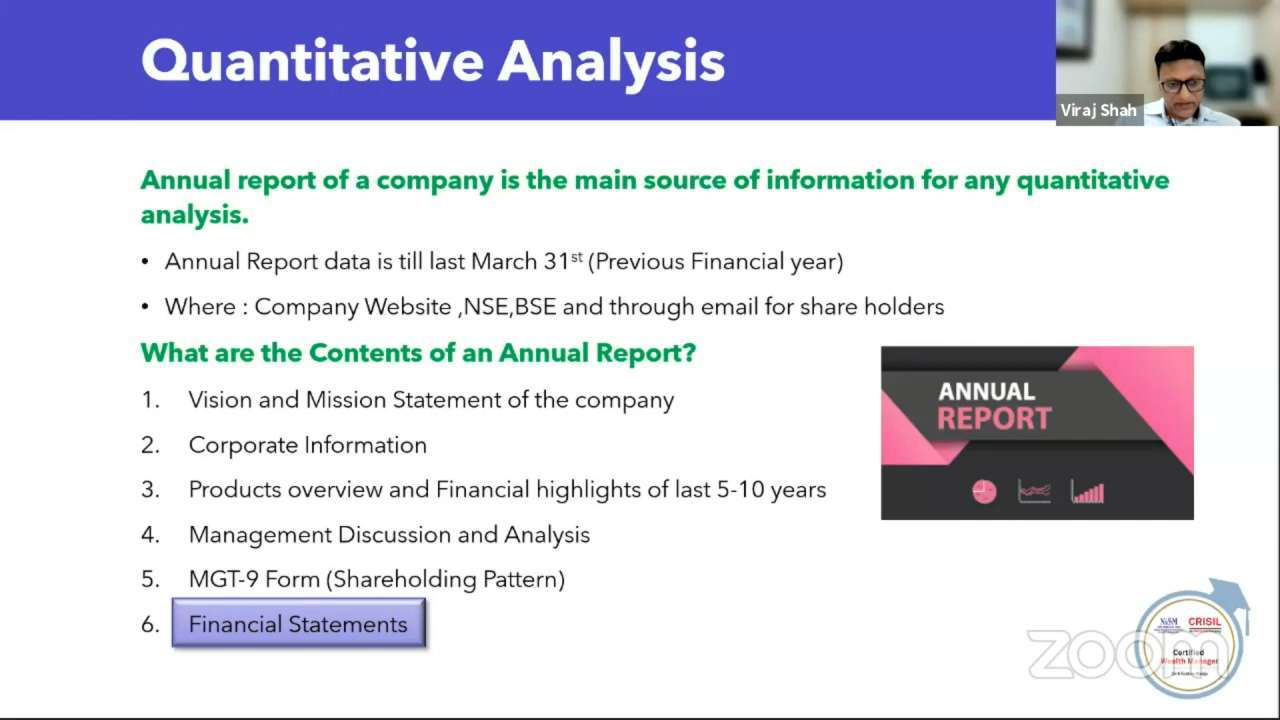 Quantitative Analysis
Viraj Shah
Annual report of a company is the main source of information for any quantitative
analysis.
• Annual Report data is till last March 31st (Previous Financial year)
• Where : Company Website ,NSE,BSE and through email for share holders
What are the Contents of an Annual Report?
1. Vision and Mission Statement of the company
2. Corporate Information
3. Products overview and Financial highlights of last 5-10 years
4. Management Discussion and Analysis
5. MGT-9 Form (Shareholding Pattern)
6. Financial Statements
ANNUAL
REPORT
zoom
NISM CRISIL
Certified
Wealth Manager